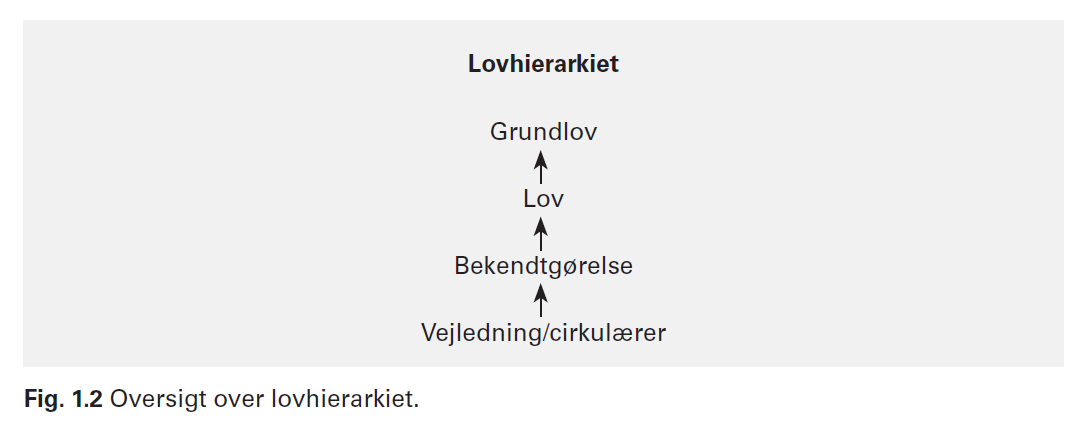 Lovhierarkiet
Grundlov
Lov
Bekendtgørelse
Vejledning/cirkulærer
Fig. 1.2 Oversigt over lovhierarkiet.